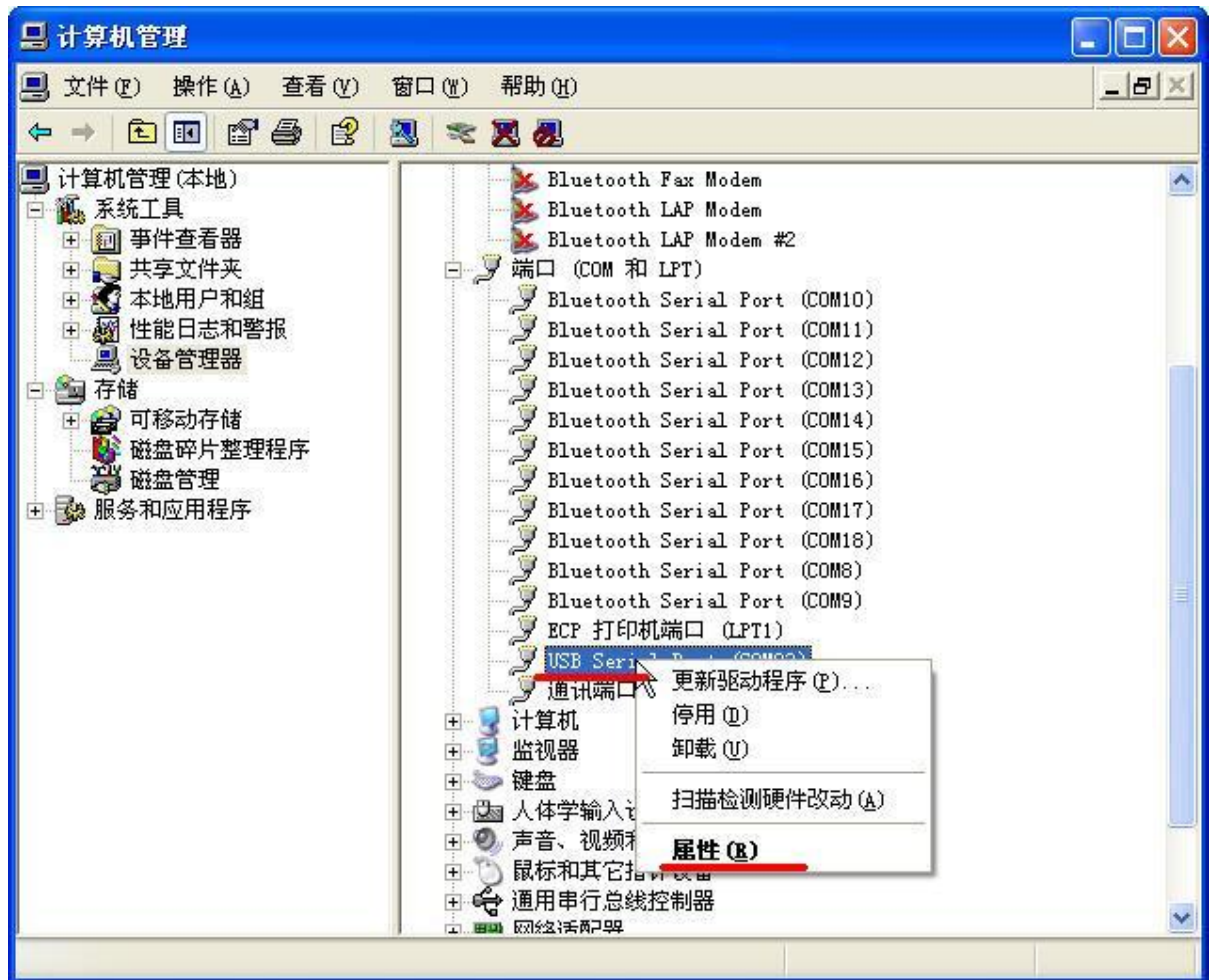 计算机管理
文件(F) 操作(A) 查看(V) 窗口(W) 帮助(H)
计算机管理(本地)
系统工具
事件查看器
共享文件夹
本地用户和组
性能日志和警报
设备管理器
存储
可移动存储
磁盘碎片整理程序
磁盘管理
服务和应用程序
Bluetooth Fax Modem
Bluetooth LAP Modem
Bluetooth LAP Modem #2
端口 (COM 和 LPT)
Bluetooth Serial Port (COM10)
Bluetooth Serial Port (COM11)
Bluetooth Serial Port (COM12)
Bluetooth Serial Port (COM13)
Bluetooth Serial Port (COM14)
Bluetooth Serial Port (COM15)
Bluetooth Serial Port (COM16)
Bluetooth Serial Port (COM17)
Bluetooth Serial Port (COM18)
Bluetooth Serial Port (COM8)
Bluetooth Serial Port (COM9)
ECP 打印机端口 (LPT1)
USB Serial Port
通讯端口
计算机
监视器
键盘
人体学输入
声音、视频
鼠标和其它指针设备
通用串行总线控制器
网络适配器
更新驱动程序(P)...
停用(D)
卸载(U)
扫描检测硬件改动(A)
属性(R)